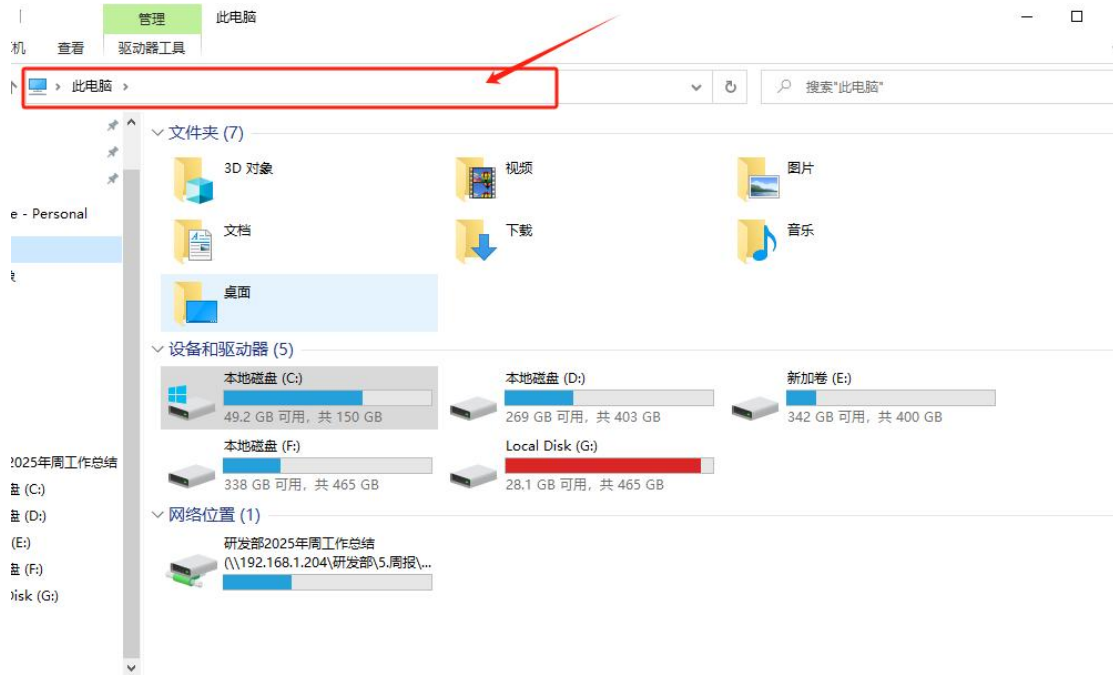 管理
此电脑
查看
驱动器工具
此电脑
搜索"此电脑"
e - Personal
2025年周工作总结
盘 (C:)
盘 (D:)
(E:)
盘 (F:)
Disk (G:)
文件夹 (7)
3D 对象
视频
图片
文档
下载
音乐
桌面
设备和驱动器 (5)
本地磁盘 (C:)
49.2 GB 可用，共 150 GB
本地磁盘 (D:)
269 GB 可用，共 403 GB
新加卷 (E:)
342 GB 可用，共 400 GB
本地磁盘 (F:)
338 GB 可用，共 465 GB
Local Disk (G:)
28.1 GB 可用，共 465 GB
网络位置 (1)
研发部2025年周工作总结
(\\192.168.1.204\研发部\5.周报\...